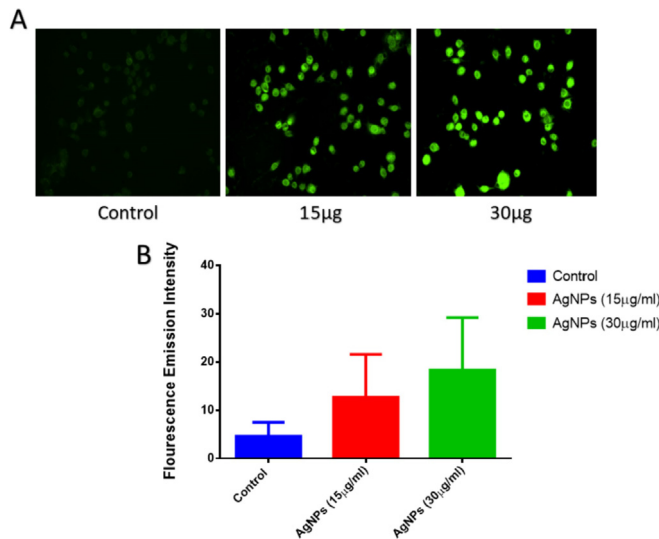 A
Control
15µg
30µg
B
Flourescence Emission Intensity
40
30
20
10
0
Control
AgNPs (15µg/ml)
AgNPs (30µg/ml)
Control
AgNPs (15µg/ml)
AgNPs (30µg/ml)